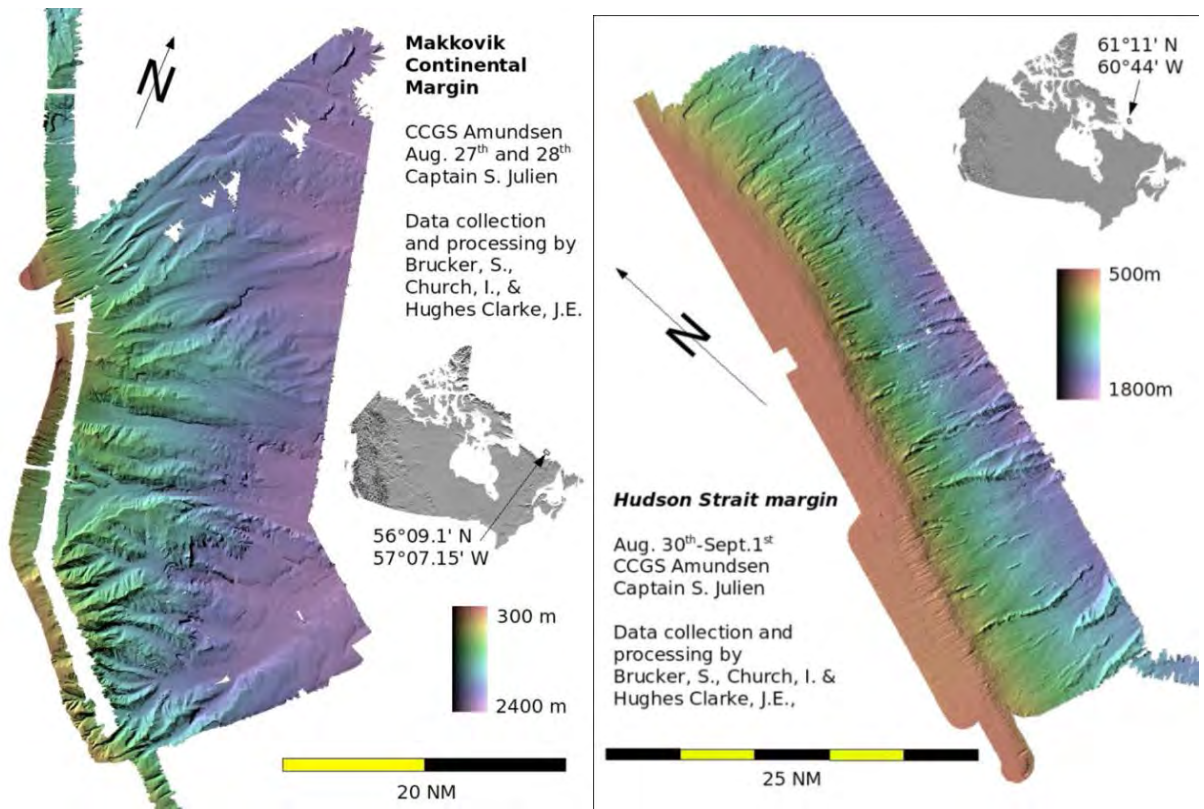 N
Makkovik
Continental
Margin
CCGS Amundsen
Aug. 27th and 28th
Captain S. Julien
Data collection
and processing by
Brucker, S.,
Church, I., &
Hughes Clarke, J.E.
56°09.1' N
57°07.15' W
300 m
2400 m
20 NM
61°11' N
60°44' W
N
500m
1800m
Hudson Strait margin
Aug. 30th-Sept.1st
CCGS Amundsen
Captain S. Julien
Data collection and
processing by
Brucker, S., Church, I. &
Hughes Clarke, J.E.,
25 NM